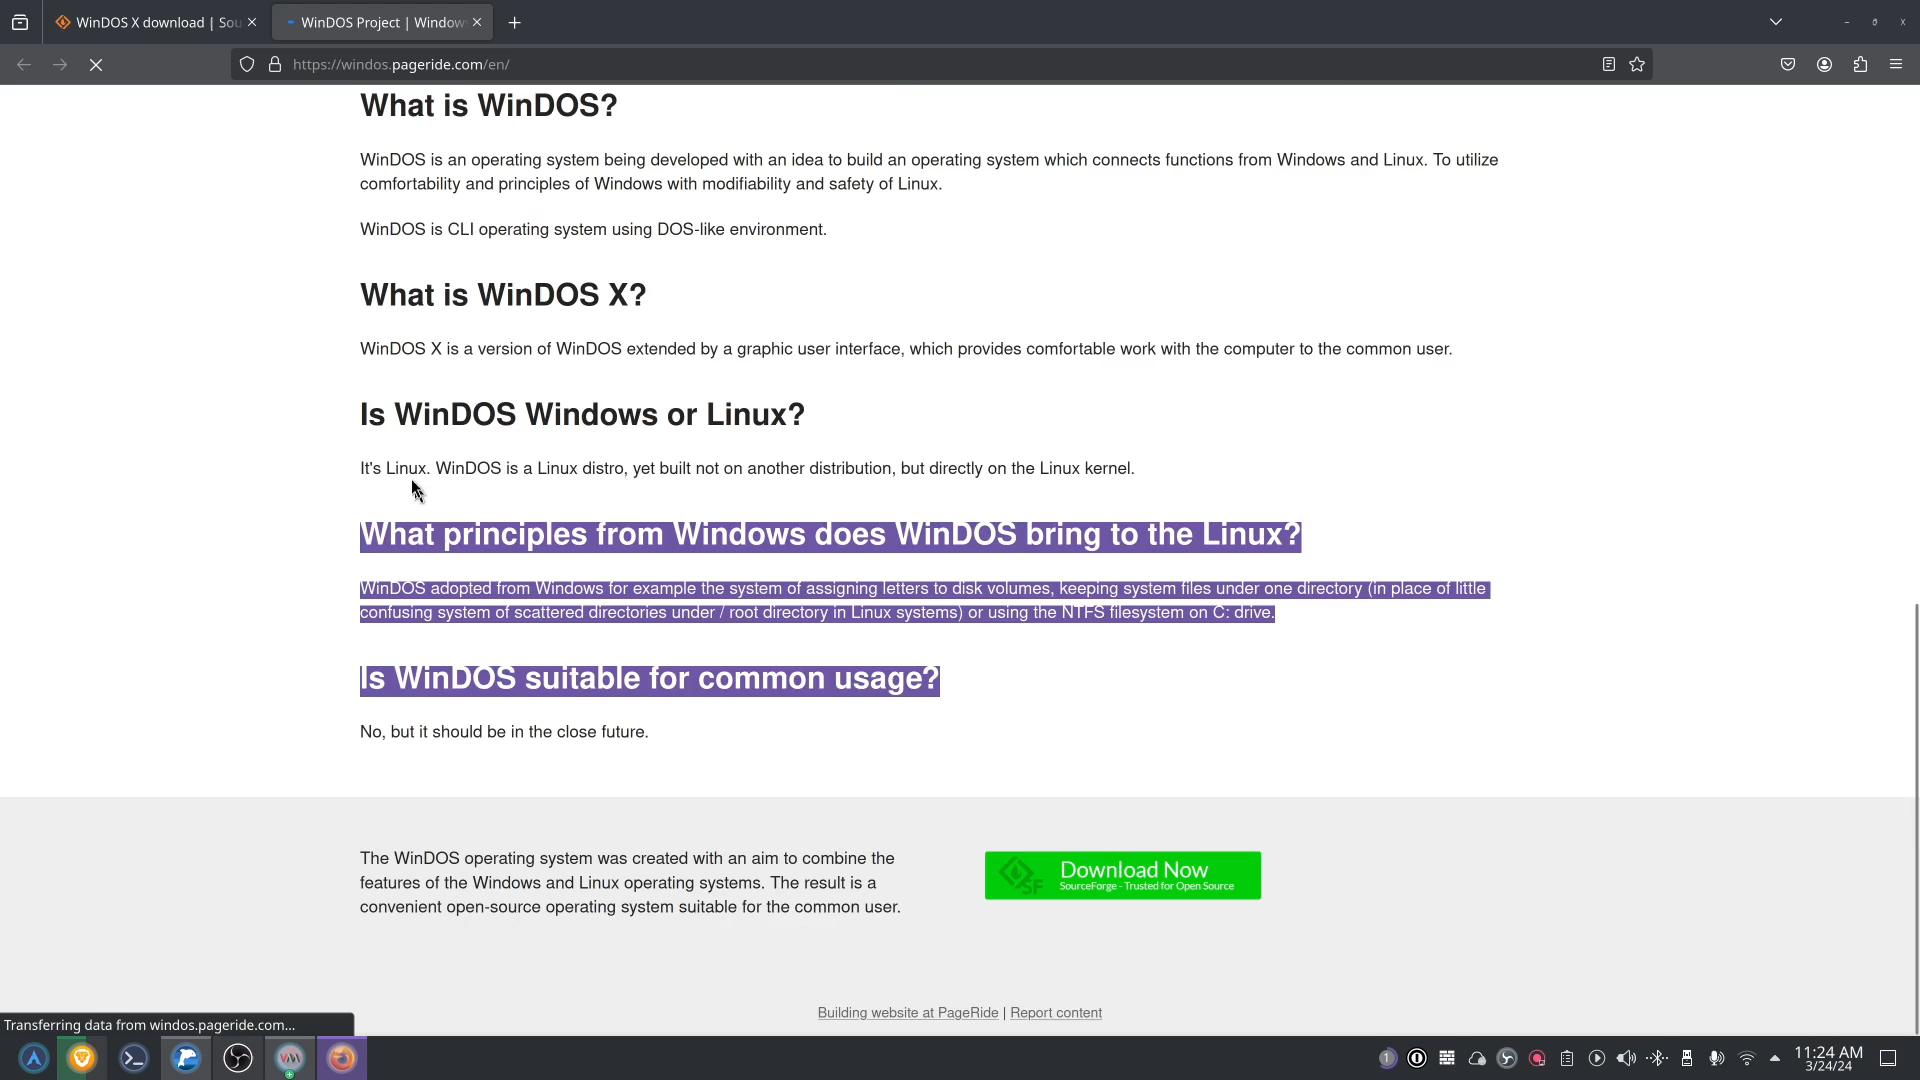 WinDOS X download | Sou
WinDOS Project | Window
https://windos.pageride.com/en/
What is WinDOS?
WinDOS is an operating system being developed with an idea to build an operating system which connects functions from Windows and Linux. To utilize
comfortability and principles of Windows with modifiability and safety of Linux.
WinDOS is CLI operating system using DOS-like environment.
What is WinDOS X?
WinDOS X is a version of WinDOS extended by a graphic user interface, which provides comfortable work with the computer to the common user.
Is WinDOS Windows or Linux?
It's Linux. WinDOS is a Linux distro, yet built not on another distribution, but directly on the Linux kernel.
What principles from Windows does WinDOS bring to the Linux?
WinDOS adopted from Windows for example the system of assigning letters to disk volumes, keeping system files under one directory (in place of little
confusing system of scattered directories under / root directory in Linux systems) or using the NTFS filesystem on C: drive.
Is WinDOS suitable for common usage?
No, but it should be in the close future.
The WinDOS operating system was created with an aim to combine the
features of the Windows and Linux operating systems. The result is a
convenient open-source operating system suitable for the common user.
Download Now
SF
SourceForge - Trusted for Open Source
Building website at PageRide | Report content
Transferring data from windos.pageride.com...
1
11:24 AM
3/24/24